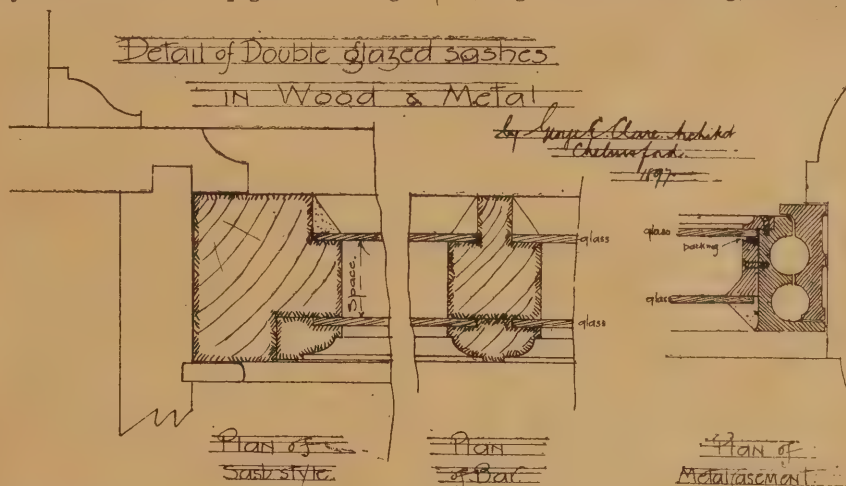 Detail of Double glazed sashes
in Wood & Metal
by George E. Clare Architect
Chelmsford.
1897
glass
glass
Space.
glass
packing
glass
Plan of
Sash style.
Plan
of Bar.
Plan of
Metal casement.